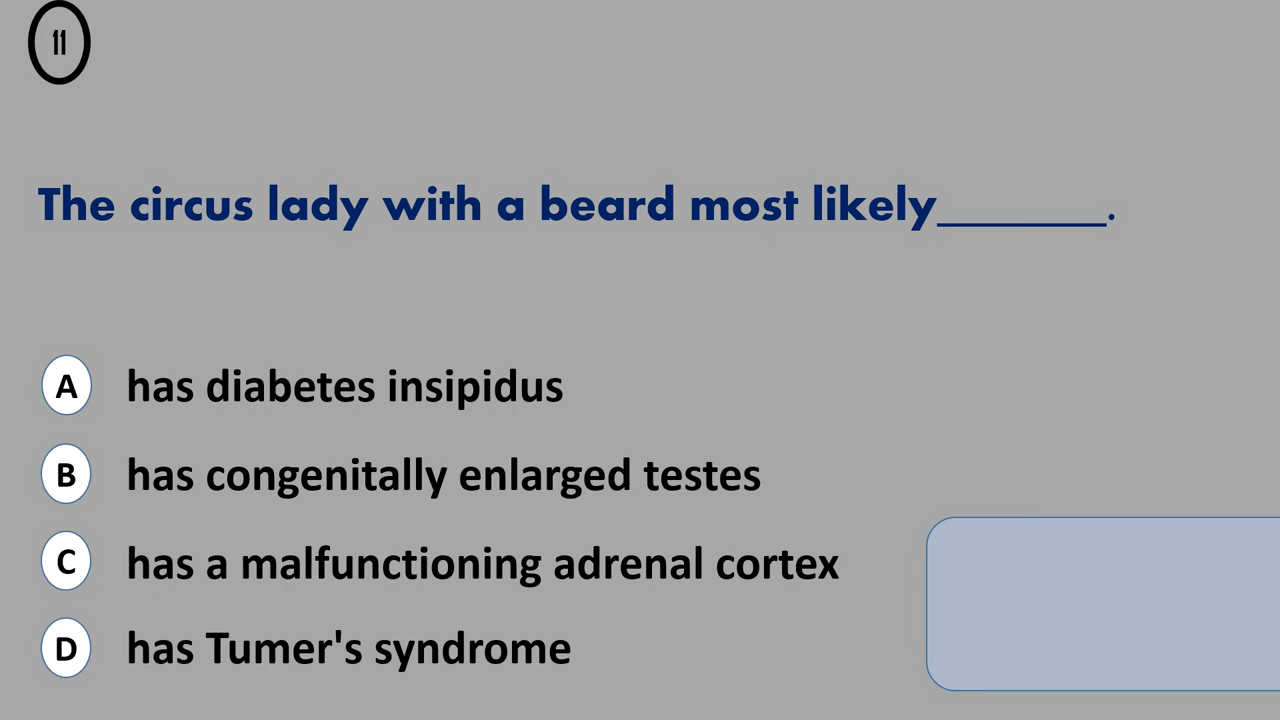 11
The circus lady with a beard most likely_______.
A has diabetes insipidus
B has congenitally enlarged testes
C has a malfunctioning adrenal cortex
D has Tumer's syndrome